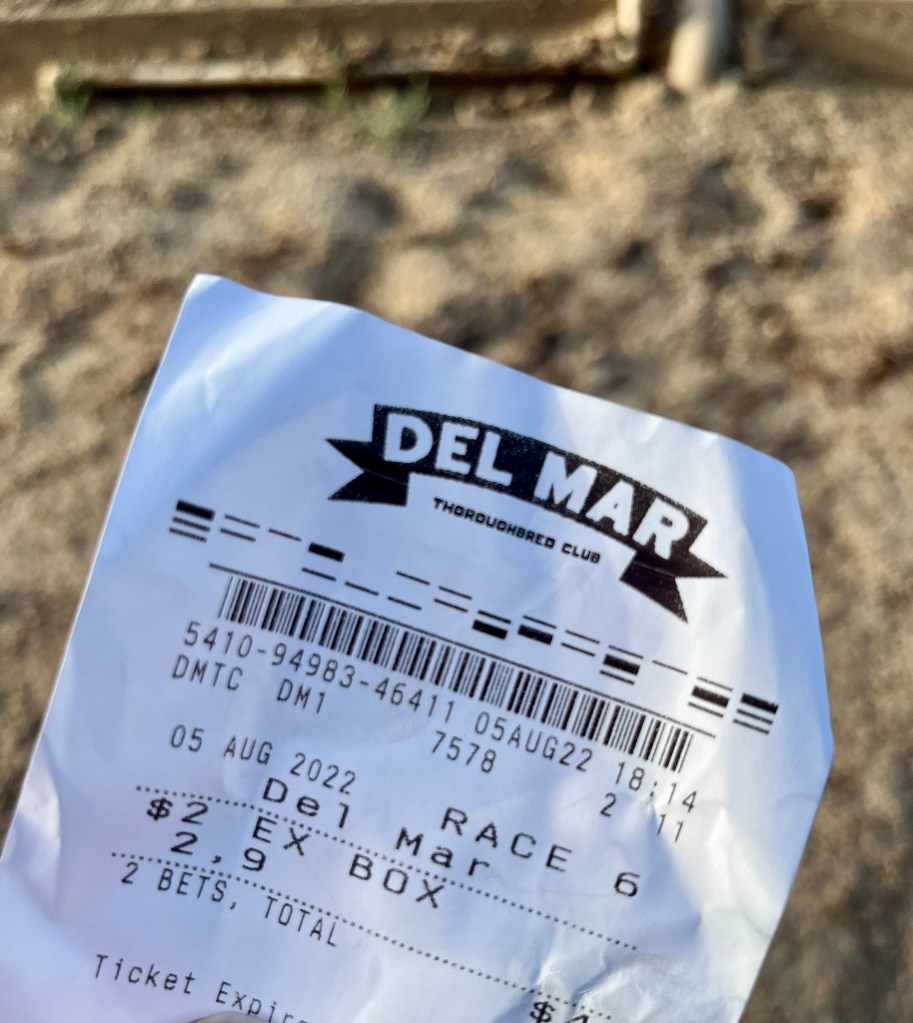 DEL MAR
THOROUGHBRED CLUB
5410-94983-46411 05AUG22 18:14
DMTC DM1 7578 2 11
05 AUG 2022
Del Mar RACE 6
$2 EX BOX
2,9
2 BETS, TOTAL
Ticket